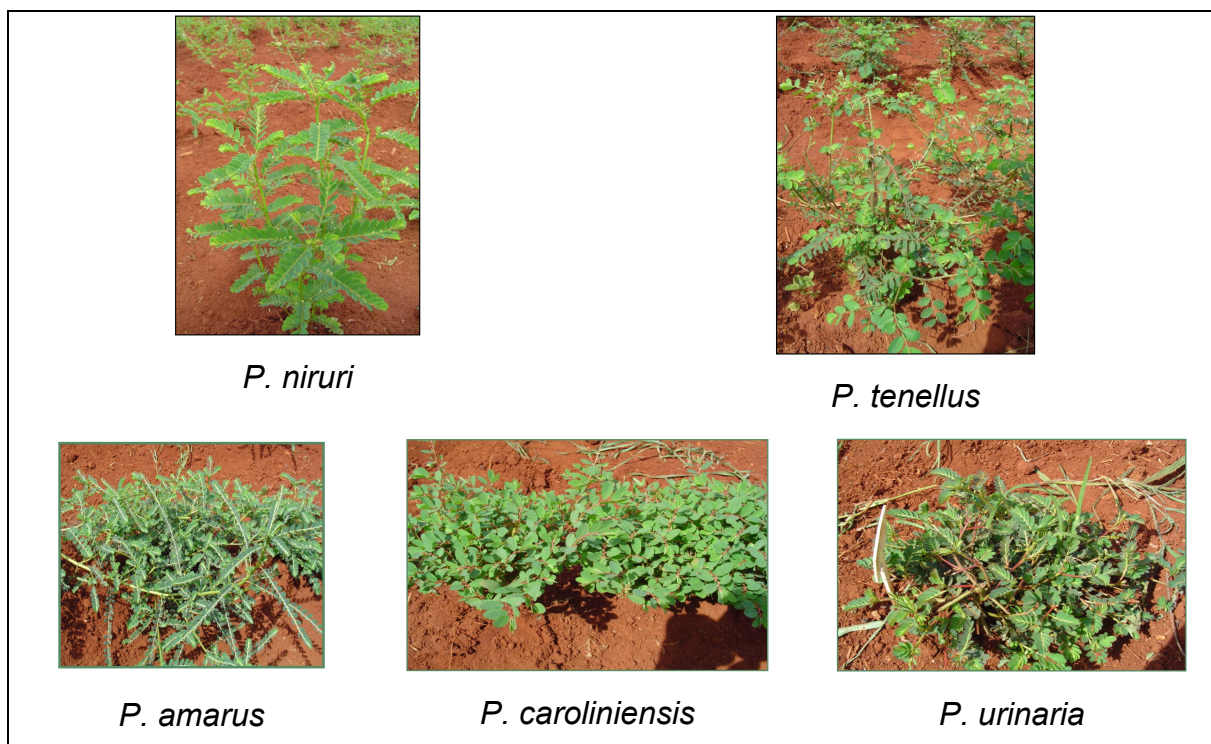 P. niruri
P. tenellus
P. amarus
P. caroliniensis
P. urinaria